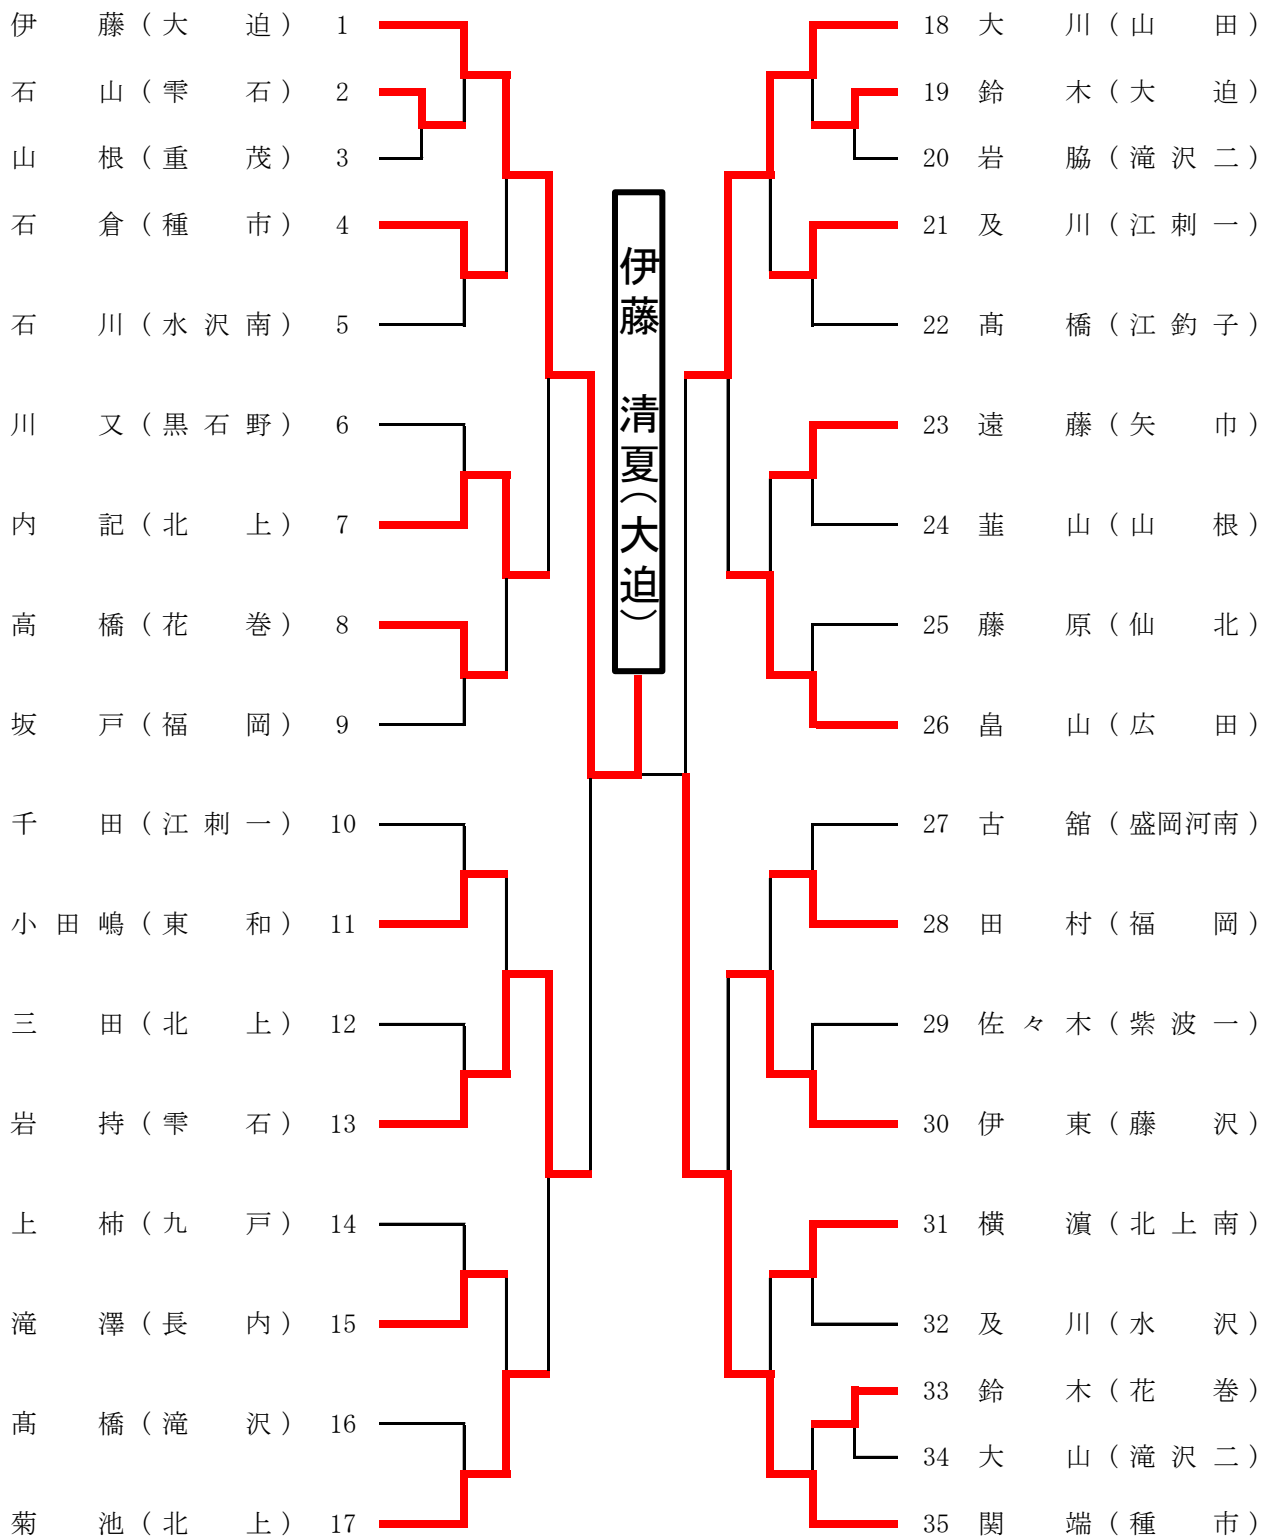 伊藤（大迫） 1
石山（雫石） 2
山根（重茂） 3
石倉（種市） 4
石川（水沢南） 5
川又（黒石野） 6
内記（北上） 7
高橋（花巻） 8
坂戸（福岡） 9
千田（江刺一） 10
小田嶋（東和） 11
三田（北上） 12
岩持（雫石） 13
上柿（九戸） 14
滝澤（長内） 15
髙橋（滝沢） 16
菊池（北上） 17
伊藤 清夏（大迫）
18 大川（山田）
19 鈴木（大迫）
20 岩脇（滝沢二）
21 及川（江刺一）
22 髙橋（江釣子）
23 遠藤（矢巾）
24 韮山（山根）
25 藤原（仙北）
26 畠山（広田）
27 古舘（盛岡河南）
28 田村（福岡）
29 佐々木（紫波一）
30 伊東（藤沢）
31 横濵（北上南）
32 及川（水沢）
33 鈴木（花巻）
34 大山（滝沢二）
35 関端（種市）